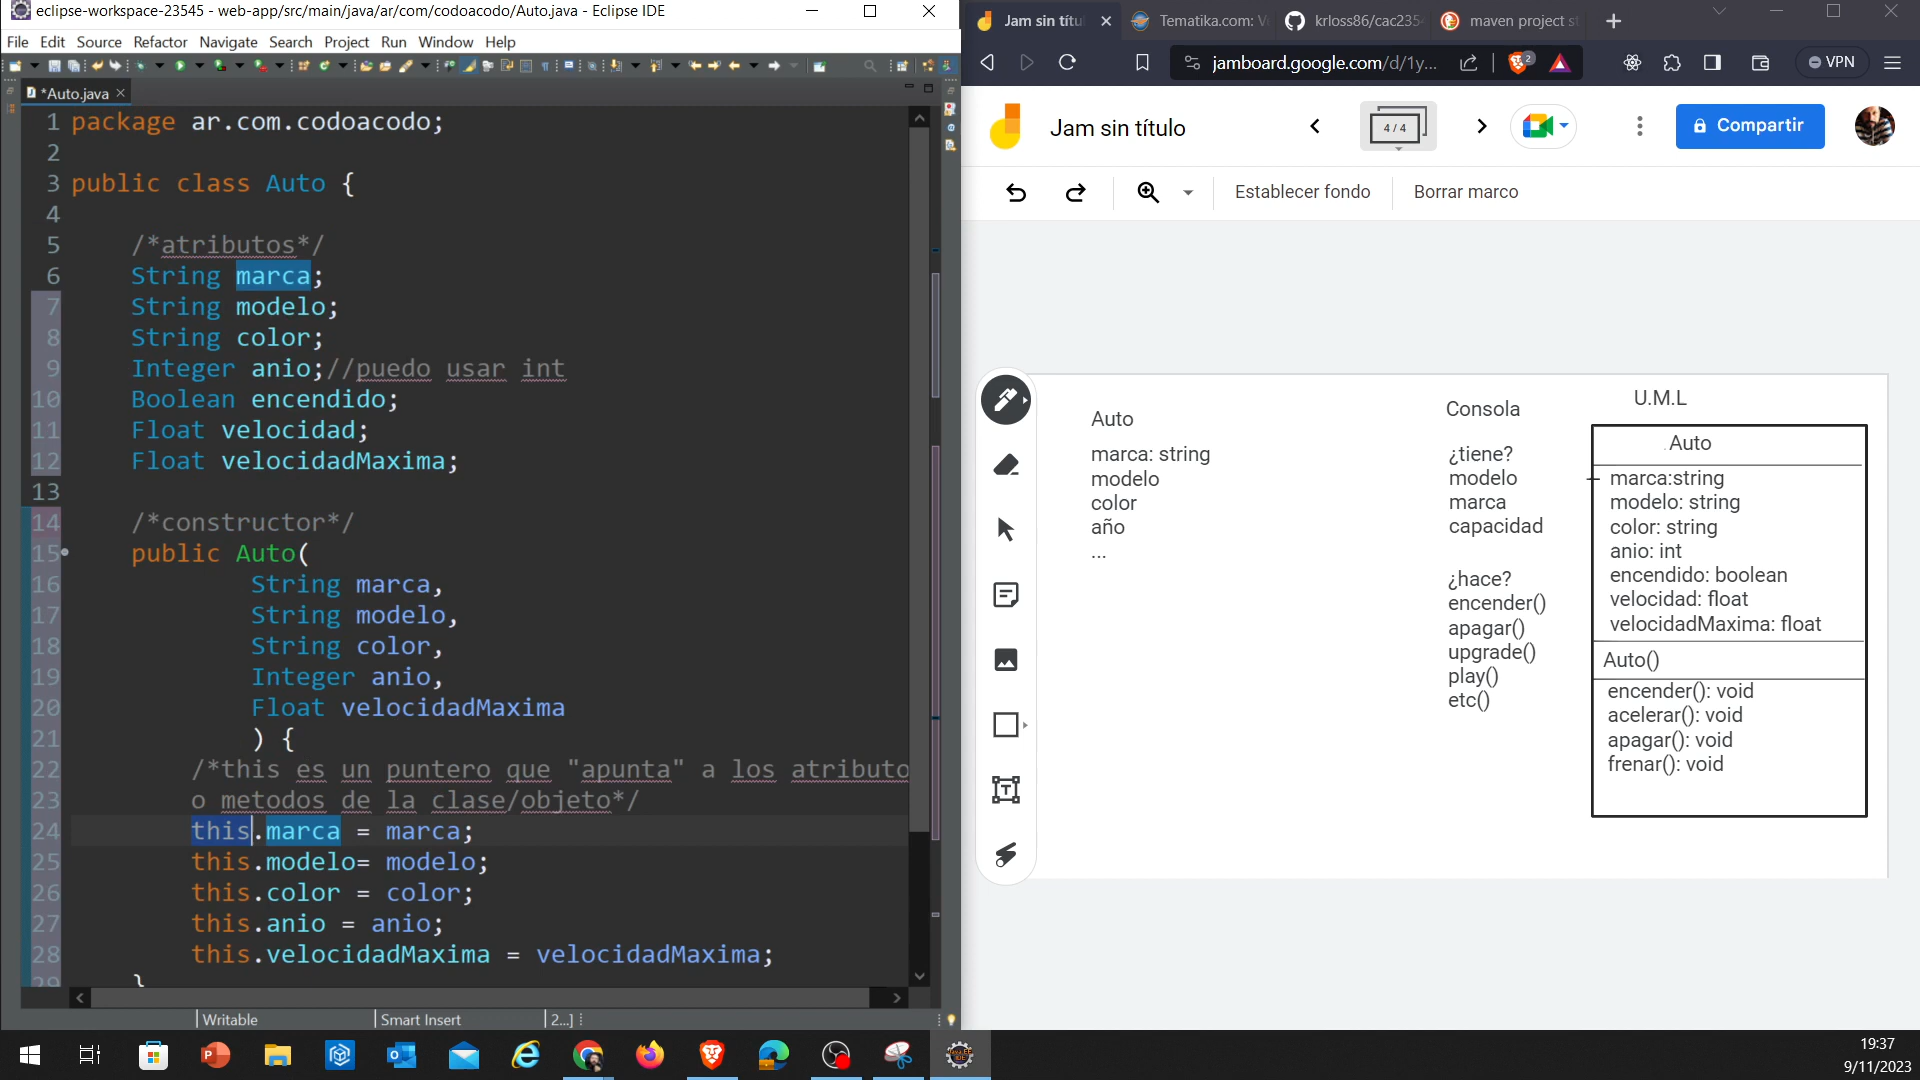 eclipse-workspace-23545 - web-app/src/main/java/ar/com/codoacodo/Auto.java - Eclipse IDE
File Edit Source Refactor Navigate Search Project Run Window Help
*Auto.java
1 package ar.com.codoacodo;
2
3 public class Auto {
4
5 /*atributos*/
6 String marca;
7 String modelo;
8 String color;
9 Integer anio;//puedo usar int
10 Boolean encendido;
11 Float velocidad;
12 Float velocidadMaxima;
13
14 /*constructor*/
15 public Auto(
16 String marca,
17 String modelo,
18 String color,
19 Integer anio,
20 Float velocidadMaxima
21 ) {
22 /*this es un puntero que "apunta" a los atributo
23 o metodos de la clase/objeto*/
24 this.marca = marca;
25 this.modelo= modelo;
26 this.color = color;
27 this.anio = anio;
28 this.velocidadMaxima = velocidadMaxima;
29 }
Writable
Smart Insert
2...]
Jam sin títu
Tematika.com:
krloss86/cac235
maven project s
jamboard.google.com/d/1y...
2
VPN
Jam sin título
4 / 4
Compartir
Establecer fondo
Borrar marco
Auto
marca: string
modelo
color
año
...
Consola
¿tiene?
modelo
marca
capacidad
¿hace?
encender()
apagar()
upgrade()
play()
etc()
U.M.L
Auto
marca:string
modelo: string
color: string
anio: int
encendido: boolean
velocidad: float
velocidadMaxima: float
Auto()
encender(): void
acelerar(): void
apagar(): void
frenar(): void
19:37
9/11/2023